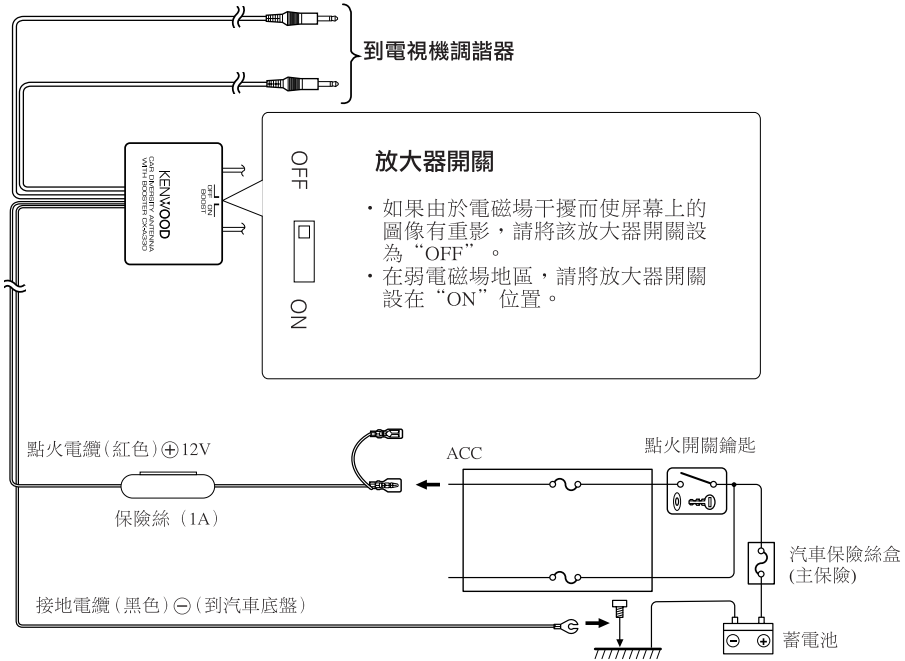 到電視機調諧器
KENWOOD
CAR DIVERSITY ANTENNA
WITH BOOSTER CX-A330
OFF ON
BOOST
OFF
ON
放大器開關
・如果由於電磁場干擾而使屏幕上的
圖像有重影，請將該放大器開關設
為“OFF”。
・在弱電磁場地區，請將放大器開關
設在“ON”位置。
點火電纜(紅色)⊕12V
保險絲（1A）
ACC
點火開關鑰匙
汽車保險絲盒
(主保險)
接地電纜(黑色)⊖(到汽車底盤)
⊖ ⊕
蓄電池